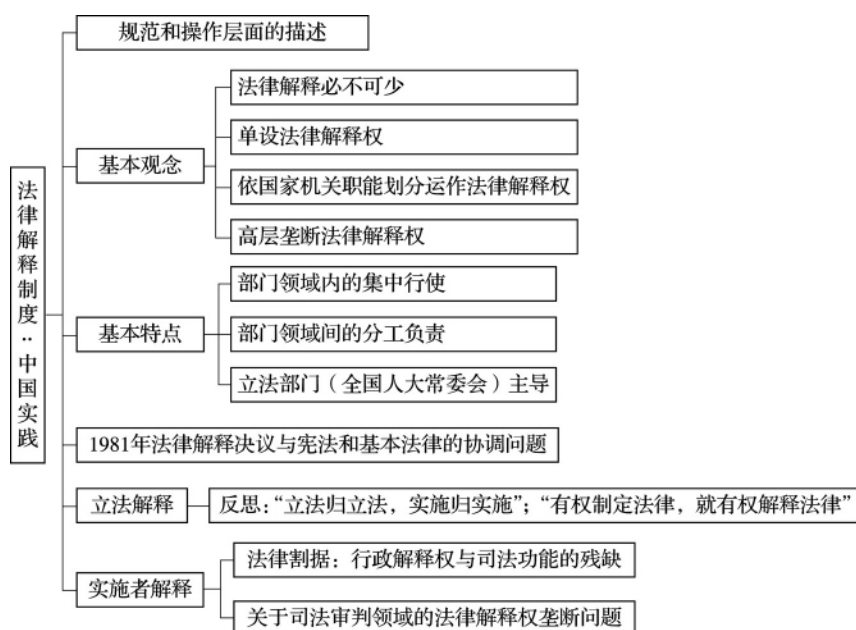 法律解释制度：中国实践
规范和操作层面的描述
基本观念
法律解释必不可少
单设法律解释权
依国家机关职能划分运作法律解释权
高层垄断法律解释权
基本特点
部门领域内的集中行使
部门领域间的分工负责
立法部门（全国人大常委会）主导
1981年法律解释决议与宪法和基本法律的协调问题
立法解释
反思：“立法归立法，实施归实施”；“有权制定法律，就有权解释法律”
实施者解释
法律割据：行政解释权与司法功能的残缺
关于司法审判领域的法律解释权垄断问题